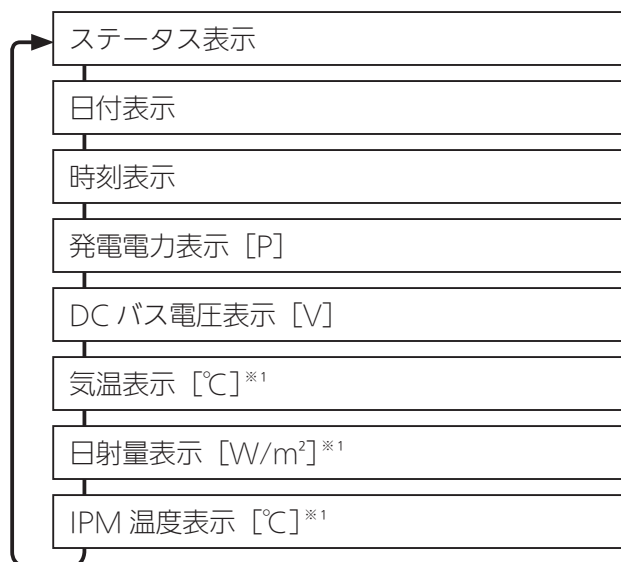 ステータス表示
日付表示
時刻表示
発電電力表示［P］
DC バス電圧表示［V］
気温表示［℃］※1
日射量表示［W/m²］※1
IPM 温度表示［℃］※1